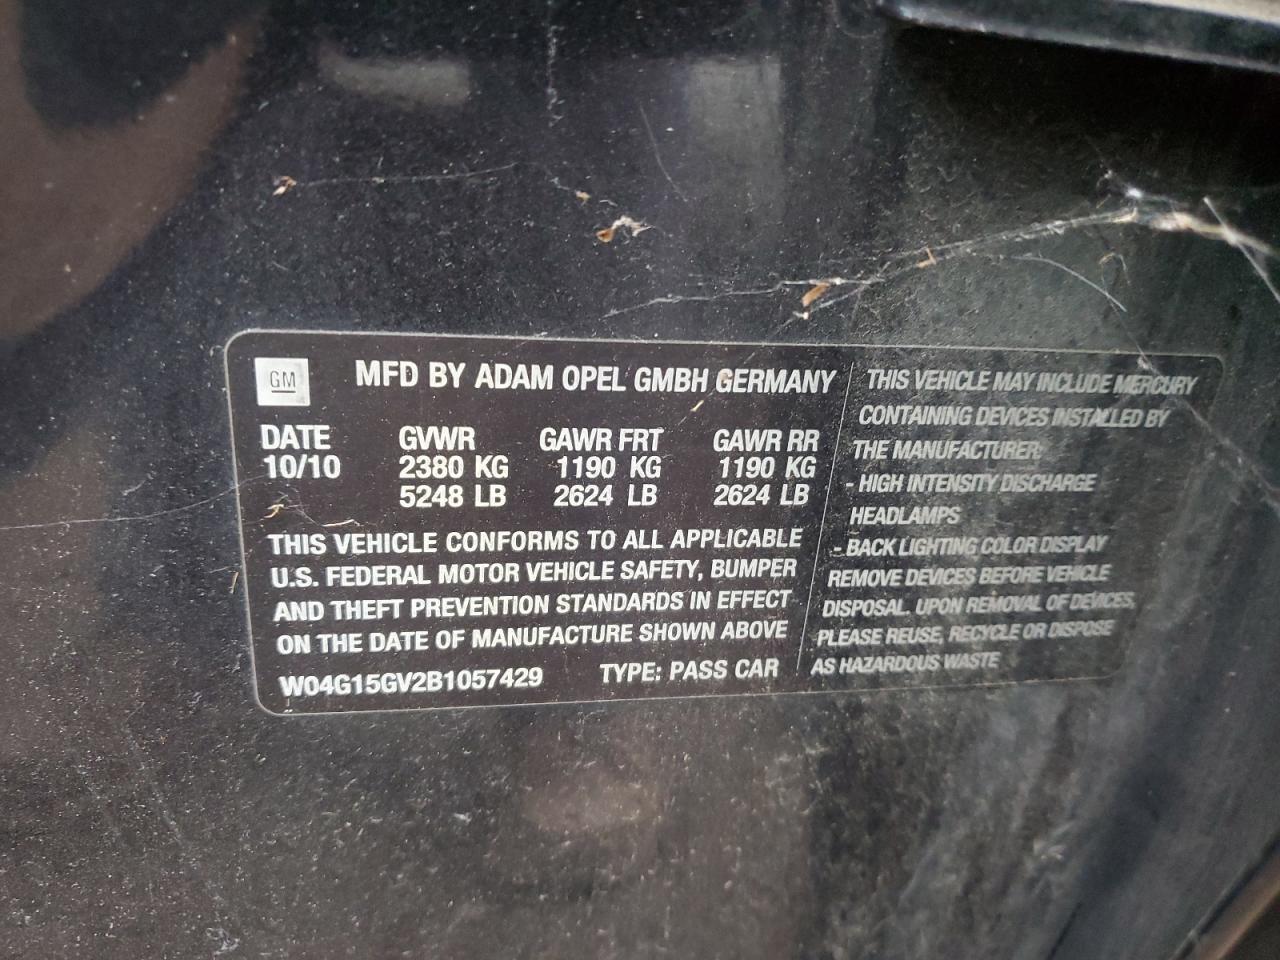 GM
MFD BY ADAM OPEL GMBH GERMANY
DATE GVWR GAWR FRT GAWR RR
10/10 2380 KG 1190 KG 1190 KG
5248 LB 2624 LB 2624 LB
THIS VEHICLE CONFORMS TO ALL APPLICABLE
U.S. FEDERAL MOTOR VEHICLE SAFETY, BUMPER
AND THEFT PREVENTION STANDARDS IN EFFECT
ON THE DATE OF MANUFACTURE SHOWN ABOVE
W04G15GV2B1057429 TYPE: PASS CAR
THIS VEHICLE MAY INCLUDE MERCURY
CONTAINING DEVICES INSTALLED BY
THE MANUFACTURER:
- HIGH INTENSITY DISCHARGE
HEADLAMPS
- BACK LIGHTING COLOR DISPLAY
REMOVE DEVICES BEFORE VEHICLE
DISPOSAL. UPON REMOVAL OF DEVICES,
PLEASE REUSE, RECYCLE OR DISPOSE
AS HAZARDOUS WASTE